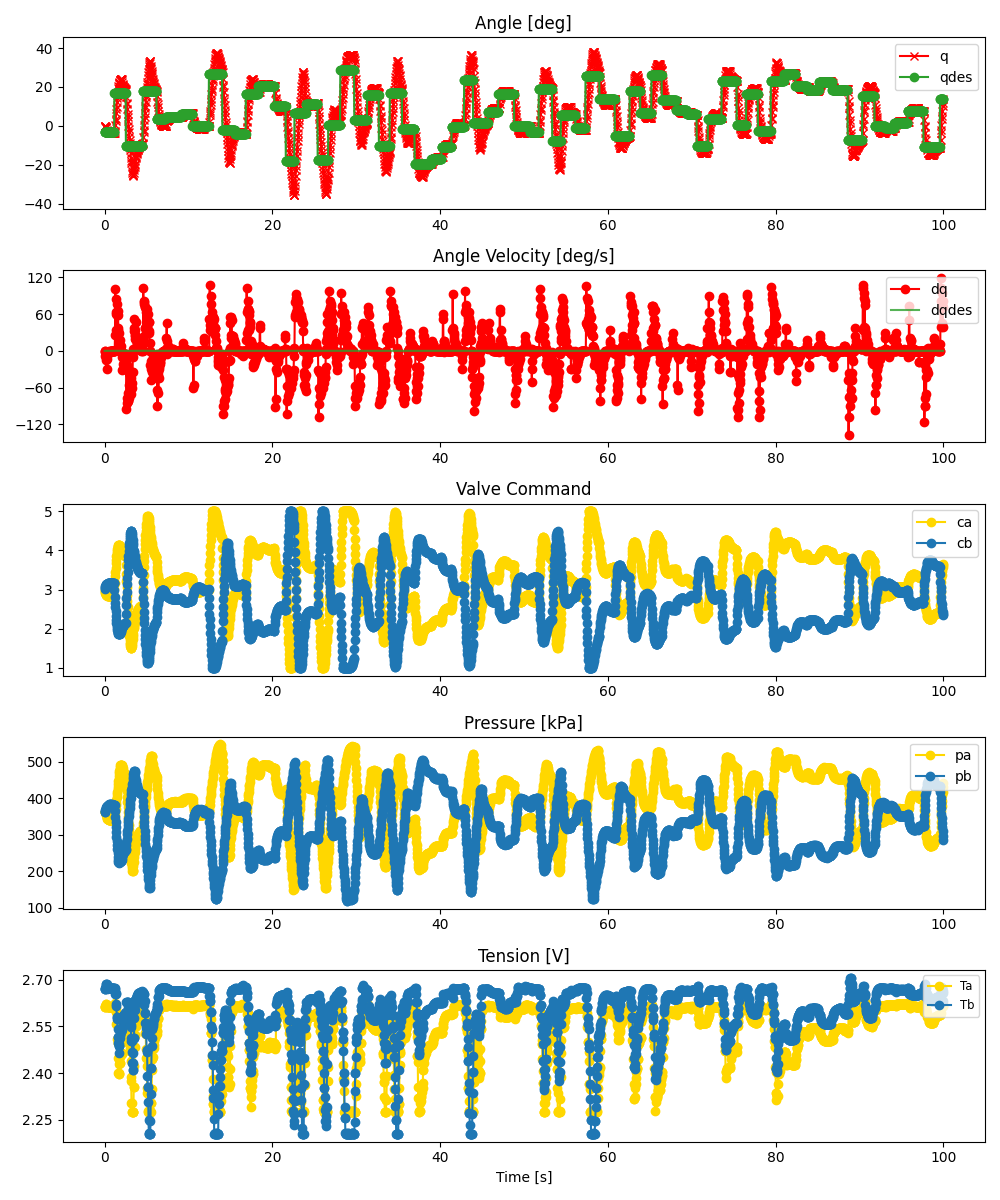 Angle [deg]
40
20
0
−20
−40
q
qdes
0 20 40 60 80 100
Angle Velocity [deg/s]
120
60
0
−60
−120
dq
dqdes
0 20 40 60 80 100
Valve Command
5
4
3
2
1
ca
cb
0 20 40 60 80 100
Pressure [kPa]
500
400
300
200
100
pa
pb
0 20 40 60 80 100
Tension [V]
2.70
2.55
2.40
2.25
Ta
Tb
0 20 40 60 80 100
Time [s]